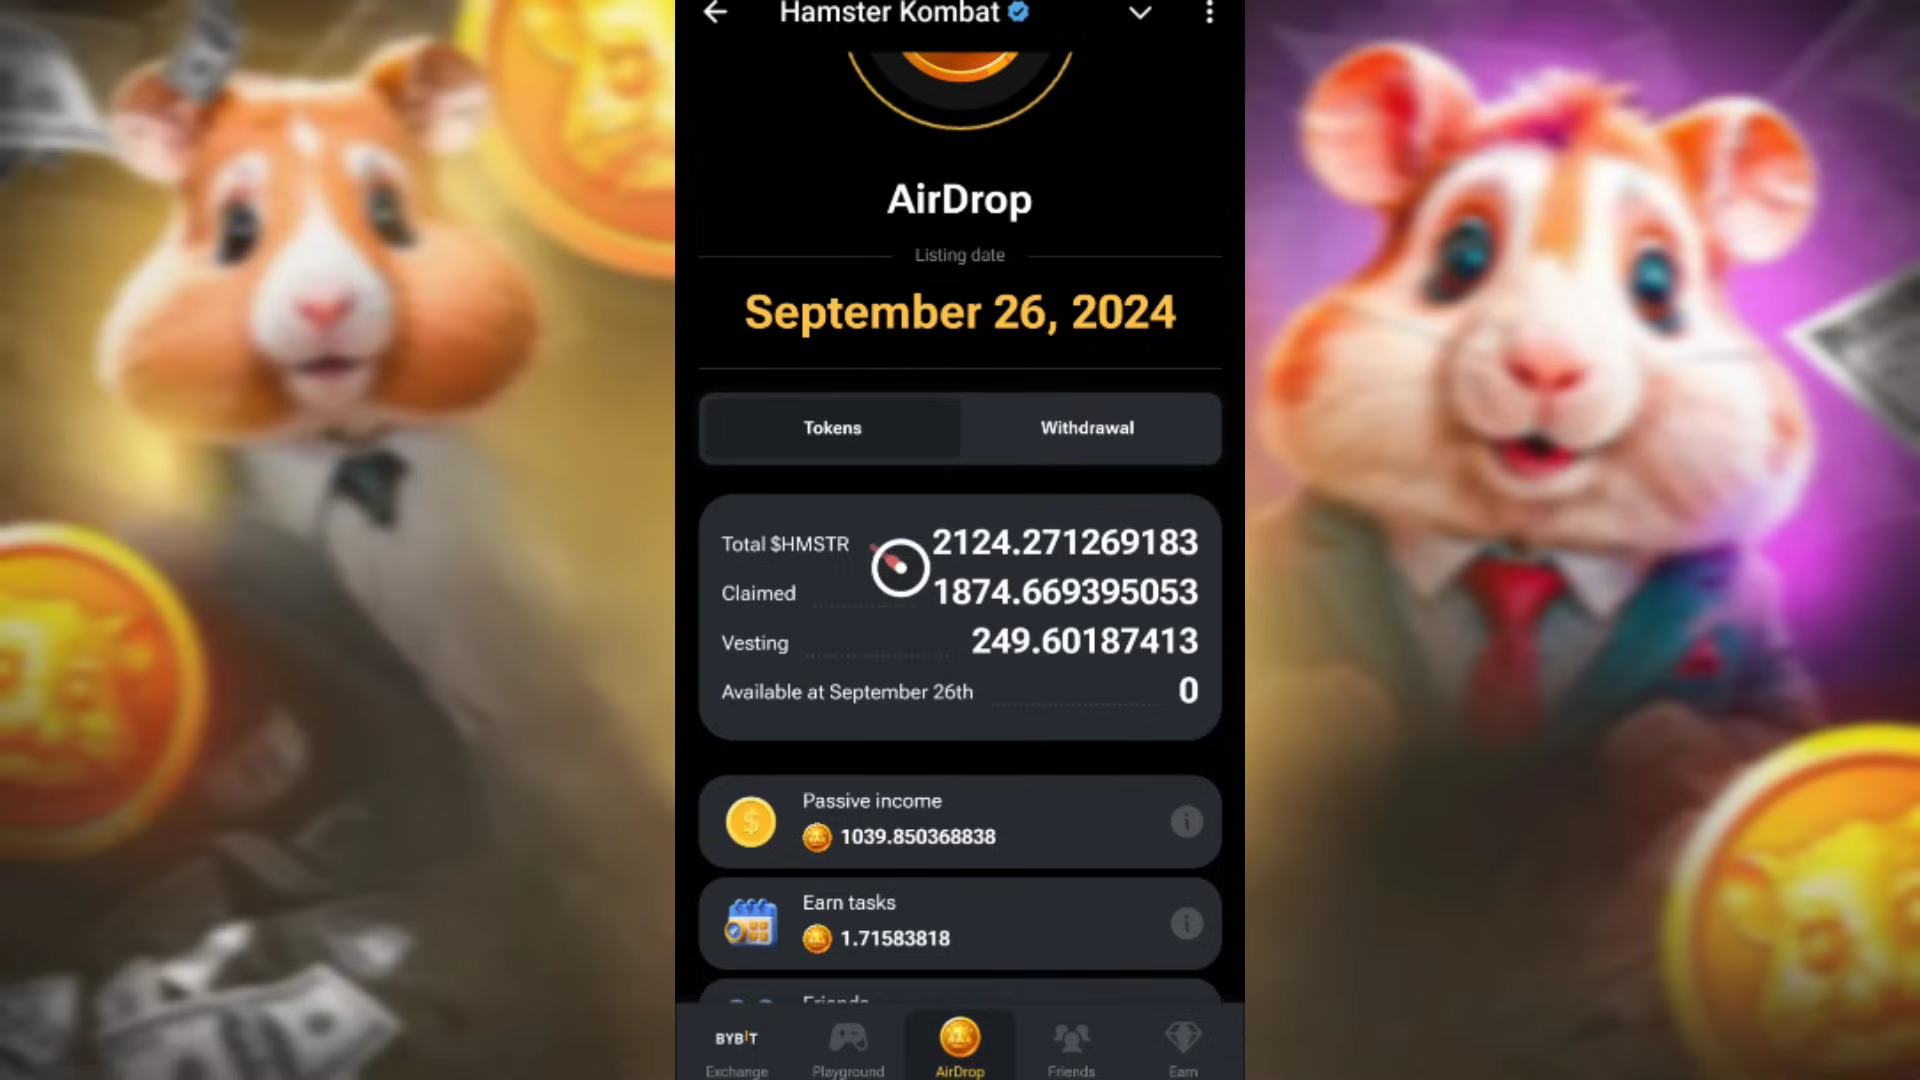 Hamster Kombat
AirDrop
Listing date
September 26, 2024
Tokens
Withdrawal
Total $HMSTR 2124.271269183
Claimed 1874.669395053
Vesting 249.60187413
Available at September 26th 0
Passive income
1039.850368838
Earn tasks
1.71583818
Friends
BYBIT
Exchange
Playground
AirDrop
Friends
Earn